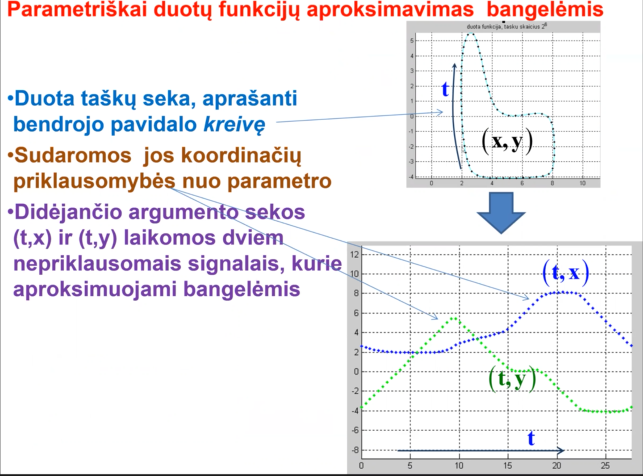 Parametriškai duotų funkcijų aproksimavimas bangelėmis
duota funkcija, tasku skaicius 2^8
•Duota taškų seka, aprašanti
bendrojo pavidalo kreivę
•Sudaromos jos koordinačių
priklausomybės nuo parametro
•Didėjančio argumento sekos
(t,x) ir (t,y) laikomos dviem
nepriklausomais signalais, kurie
aproksimuojami bangelėmis
t
(x, y)
5
4
3
2
1
0
-1
-2
-3
-4
0 2 4 6 8 10
(t, x)
(t, y)
t
12
10
8
6
4
2
0
-2
-4
-6
-8
0 5 10 15 20 25